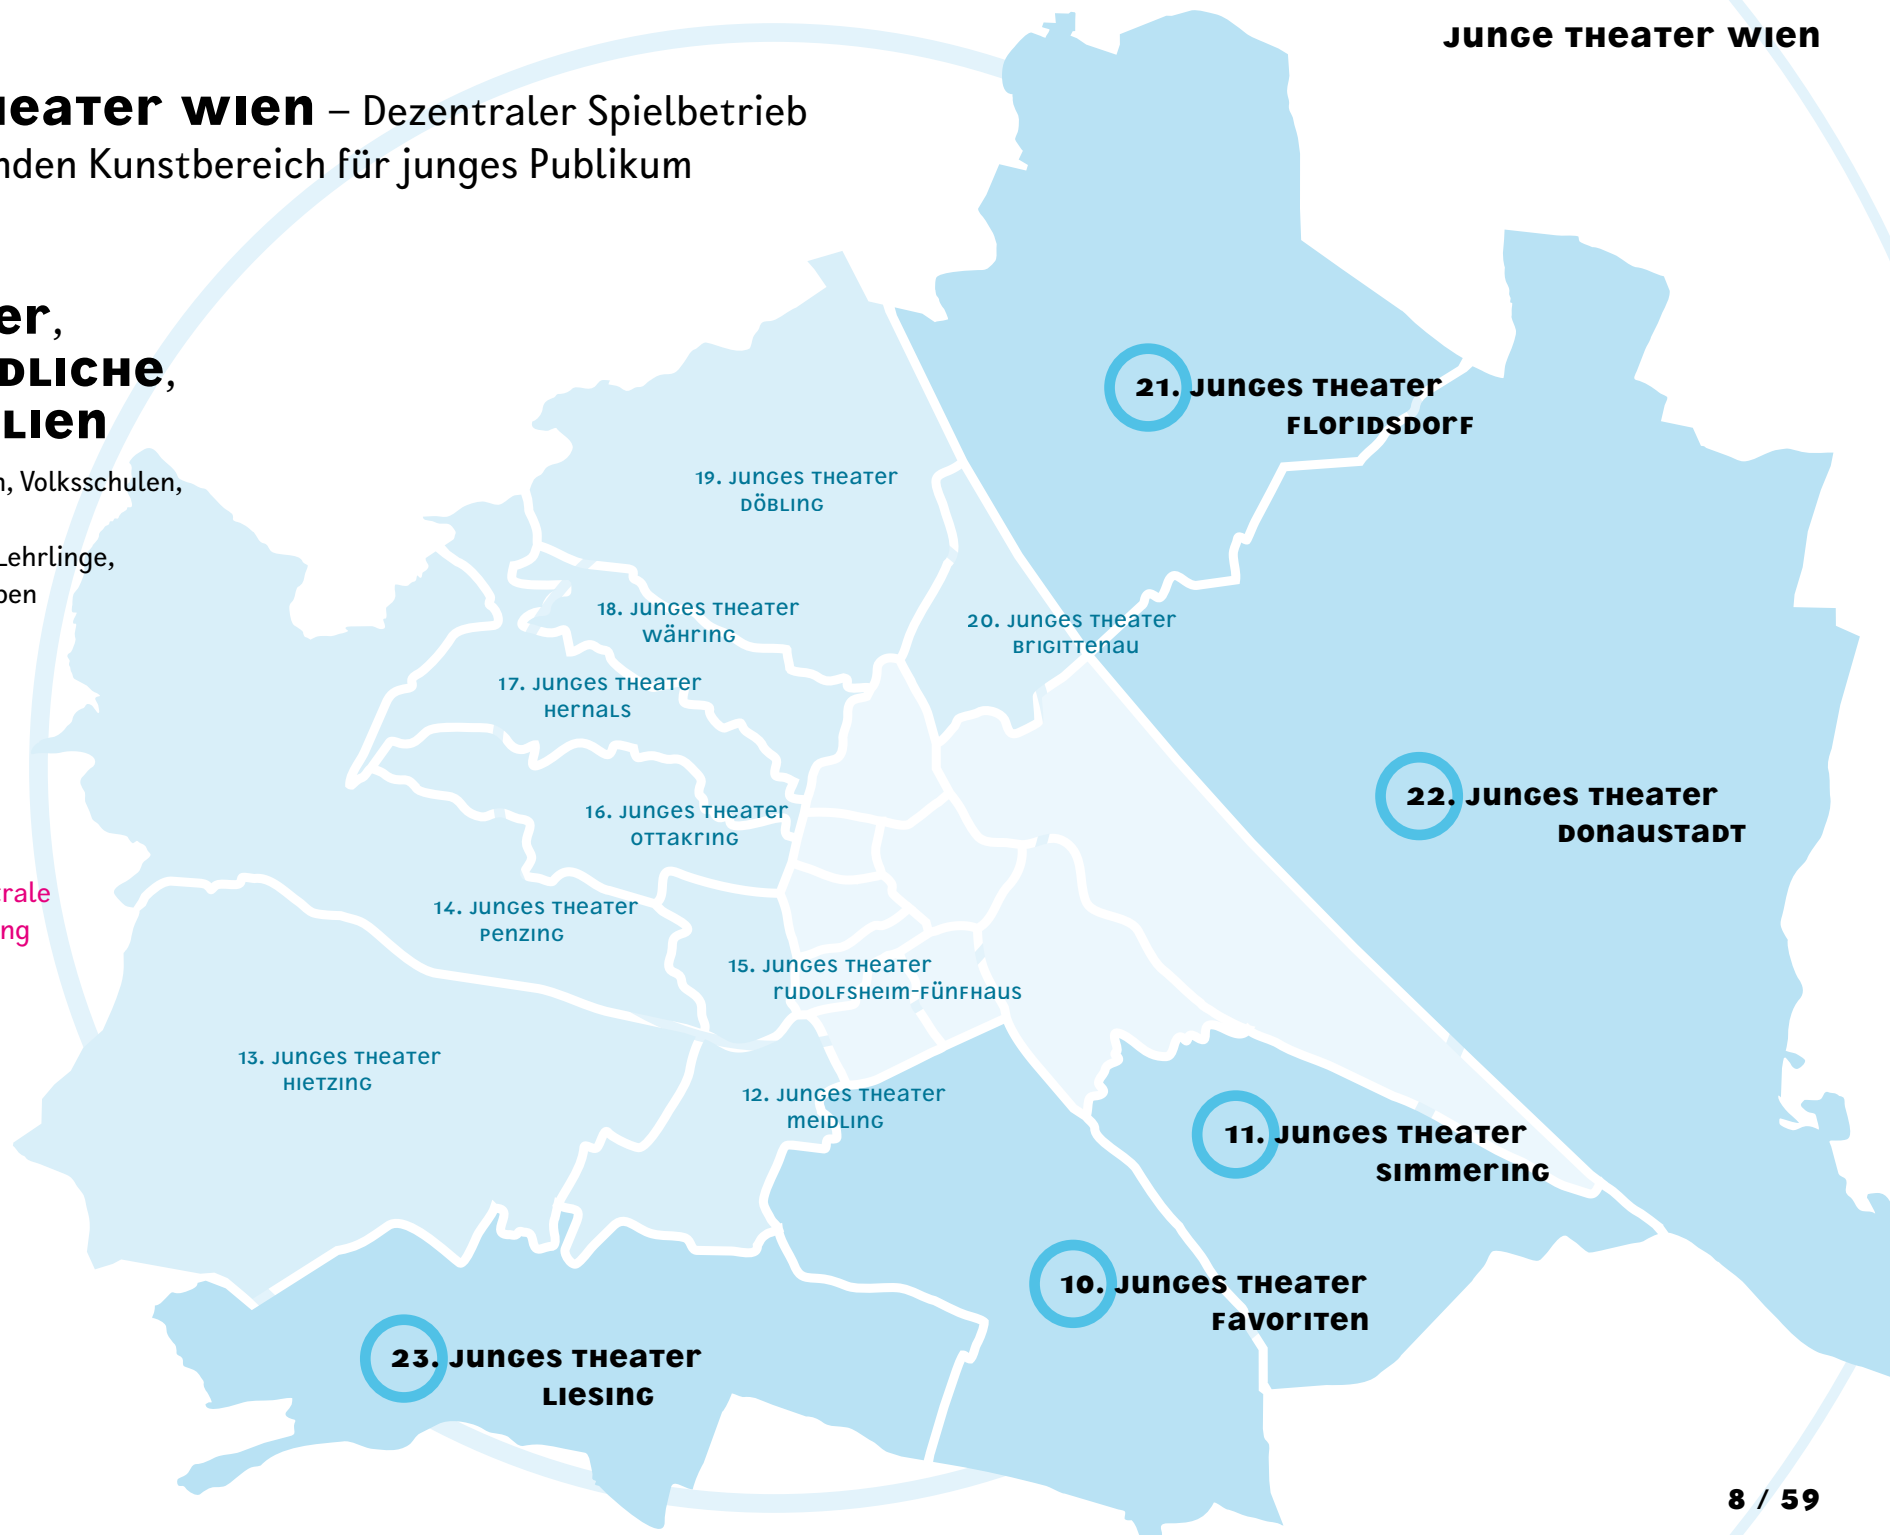 Junge Theater Wien
heater Wien – Dezentraler Spielbetrieb
nden Kunstbereich für junges Publikum
er,
dliche,
lien
n, Volksschulen,
Lehrlinge,
ben
rale
ng
21. Junges Theater
Floridsdorf
19. Junges Theater
Döbling
18. Junges Theater
Währing
20. Junges Theater
Brigittenau
17. Junges Theater
Hernals
22. Junges Theater
Donaustadt
16. Junges Theater
Ottakring
14. Junges Theater
Penzing
15. Junges Theater
Rudolfsheim-Fünfhaus
13. Junges Theater
Hietzing
12. Junges Theater
Meidling
11. Junges Theater
Simmering
10. Junges Theater
Favoriten
23. Junges Theater
Liesing
8 / 59